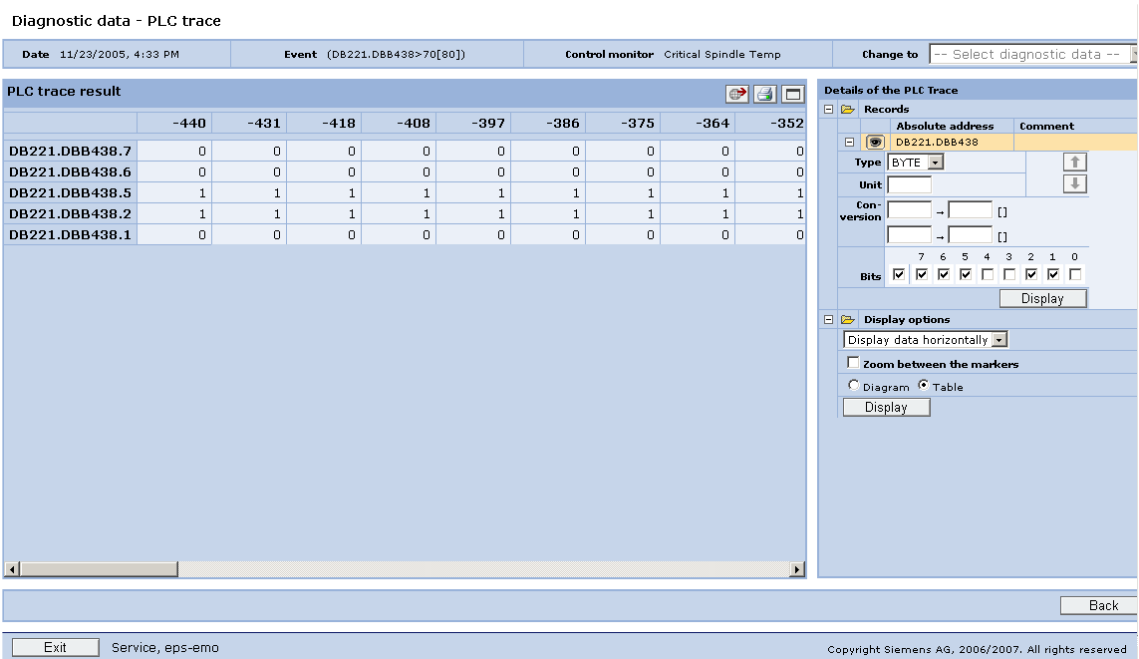 Diagnostic data - PLC trace
Date 11/23/2005, 4:33 PM Event (DB221.DBB438>70[80]) Control monitor Critical Spindle Temp Change to -- Select diagnostic data --
PLC trace result
-440 -431 -418 -408 -397 -386 -375 -364 -352
DB221.DBB438.7 0 0 0 0 0 0 0 0 0
DB221.DBB438.6 0 0 0 0 0 0 0 0 0
DB221.DBB438.5 1 1 1 1 1 1 1 1 1
DB221.DBB438.2 1 1 1 1 1 1 1 1 1
DB221.DBB438.1 0 0 0 0 0 0 0 0 0
Details of the PLC Trace
Records
Absolute address Comment
DB221.DBB438
Type BYTE
Unit
Con-
version → []
→ []
7 6 5 4 3 2 1 0
Bits
Display
Display options
Display data horizontally
Zoom between the markers
Diagram Table
Display
Back
Exit Service, eps-emo Copyright Siemens AG, 2006/2007. All rights reserved